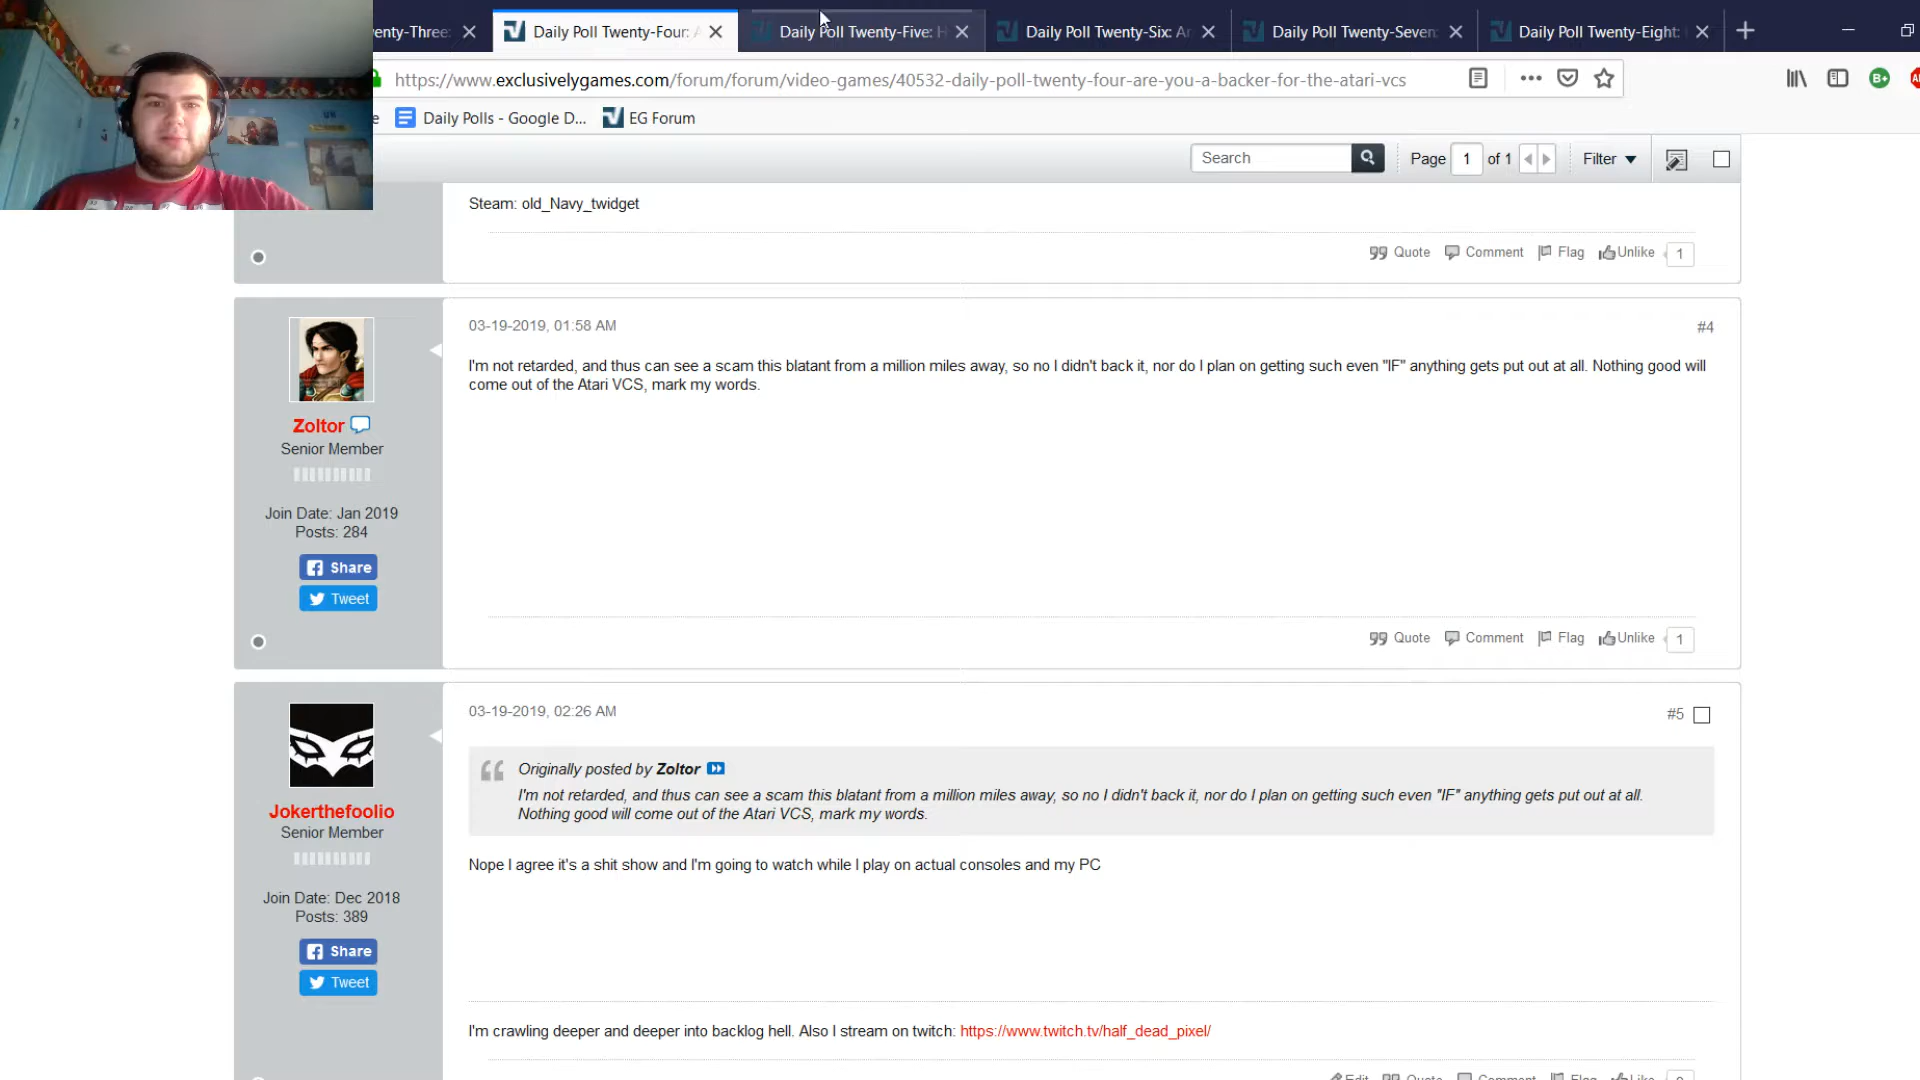 enty-Three:
Daily Poll Twenty-Four: A
Daily Poll Twenty-Five: H
Daily Poll Twenty-Six: Ar
Daily Poll Twenty-Seven:
Daily Poll Twenty-Eight:
https://www.exclusivelygames.com/forum/forum/video-games/40532-daily-poll-twenty-four-are-you-a-backer-for-the-atari-vcs
B+
e
Daily Polls - Google D...
EG Forum
Search
Page 1 of 1
Filter
Steam: old_Navy_twidget
Quote Comment Flag Unlike 1
03-19-2019, 01:58 AM
#4
I'm not retarded, and thus can see a scam this blatant from a million miles away, so no I didn't back it, nor do I plan on getting such even "IF" anything gets put out at all. Nothing good will
come out of the Atari VCS, mark my words.
Zoltor
Senior Member
Join Date: Jan 2019
Posts: 284
Share
Tweet
Quote Comment Flag Unlike 1
03-19-2019, 02:26 AM
#5
Originally posted by Zoltor
I'm not retarded, and thus can see a scam this blatant from a million miles away, so no I didn't back it, nor do I plan on getting such even "IF" anything gets put out at all.
Nothing good will come out of the Atari VCS, mark my words.
Jokerthefoolio
Senior Member
Nope I agree it's a shit show and I'm going to watch while I play on actual consoles and my PC
Join Date: Dec 2018
Posts: 389
Share
Tweet
I'm crawling deeper and deeper into backlog hell. Also I stream on twitch: https://www.twitch.tv/half_dead_pixel/
Edit Quote Comment Flag Like